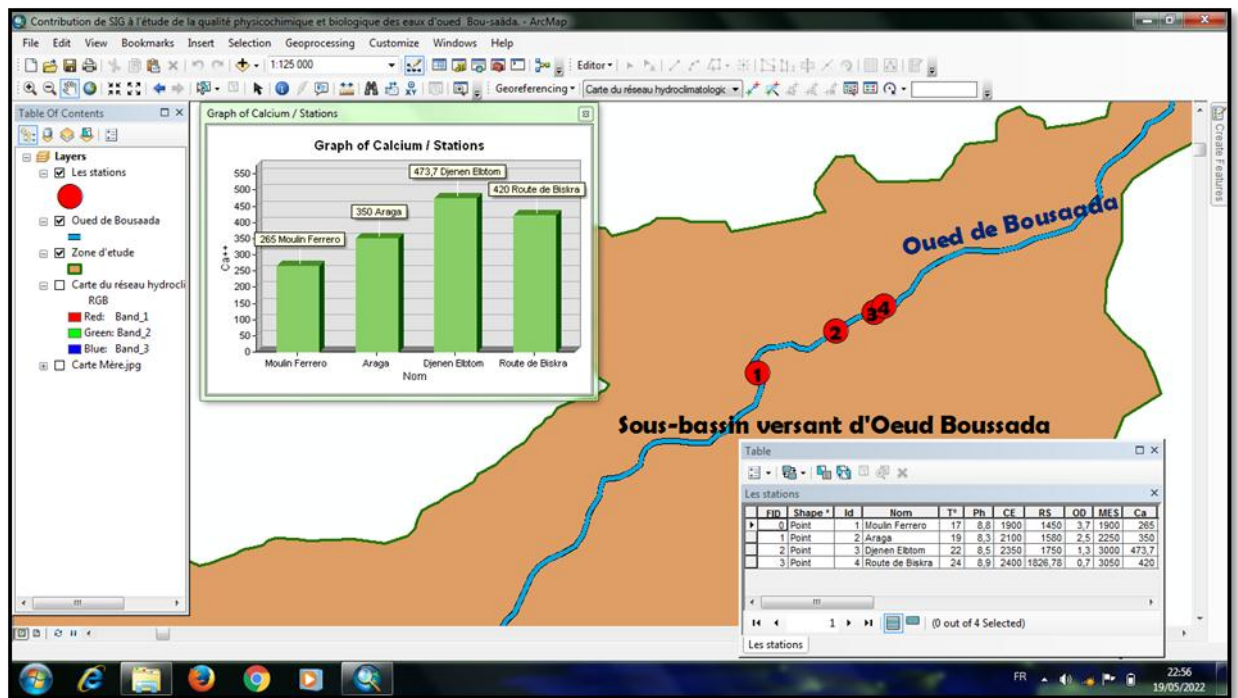 Contribution de SIG à l'étude de la qualité physicochimique et biologique des eaux d'oued Bou-saâda. - ArcMap
File Edit View Bookmarks Insert Selection Geoprocessing Customize Windows Help
1:125 000
Editor
Georeferencing
Carte du réseau hydroclimatologic
Table Of Contents
Layers
Les stations
Oued de Bousaada
Zone d'etude
Carte du réseau hydrocli
RGB
Red: Band_1
Green: Band_2
Blue: Band_3
Carte Mère.jpg
Graph of Calcium / Stations
Graph of Calcium / Stations
473,7 Djenen Elbtom
420 Route de Biskra
350 Araga
265 Moulin Ferrero
550
500
450
400
350
300
250
200
150
100
50
0
Ca++
Moulin Ferrero Araga Djenen Elbtom Route de Biskra
Nom
Create Features
Oued de Bousaada
1
2
3
4
Sous-bassin versant d'Oeud Boussada
Table
Les stations
FID Shape * Id Nom T° Ph CE RS OD MES Ca
0 Point 1 Moulin Ferrero 17 8,8 1900 1450 3,7 1900 265
1 Point 2 Araga 19 8,3 2100 1580 2,5 2250 350
2 Point 3 Djenen Elbtom 22 8,5 2350 1750 1,3 3000 473,7
3 Point 4 Route de Biskra 24 8,9 2400 1826,78 0,7 3050 420
1 (0 out of 4 Selected)
Les stations
FR
22:56
19/05/2022